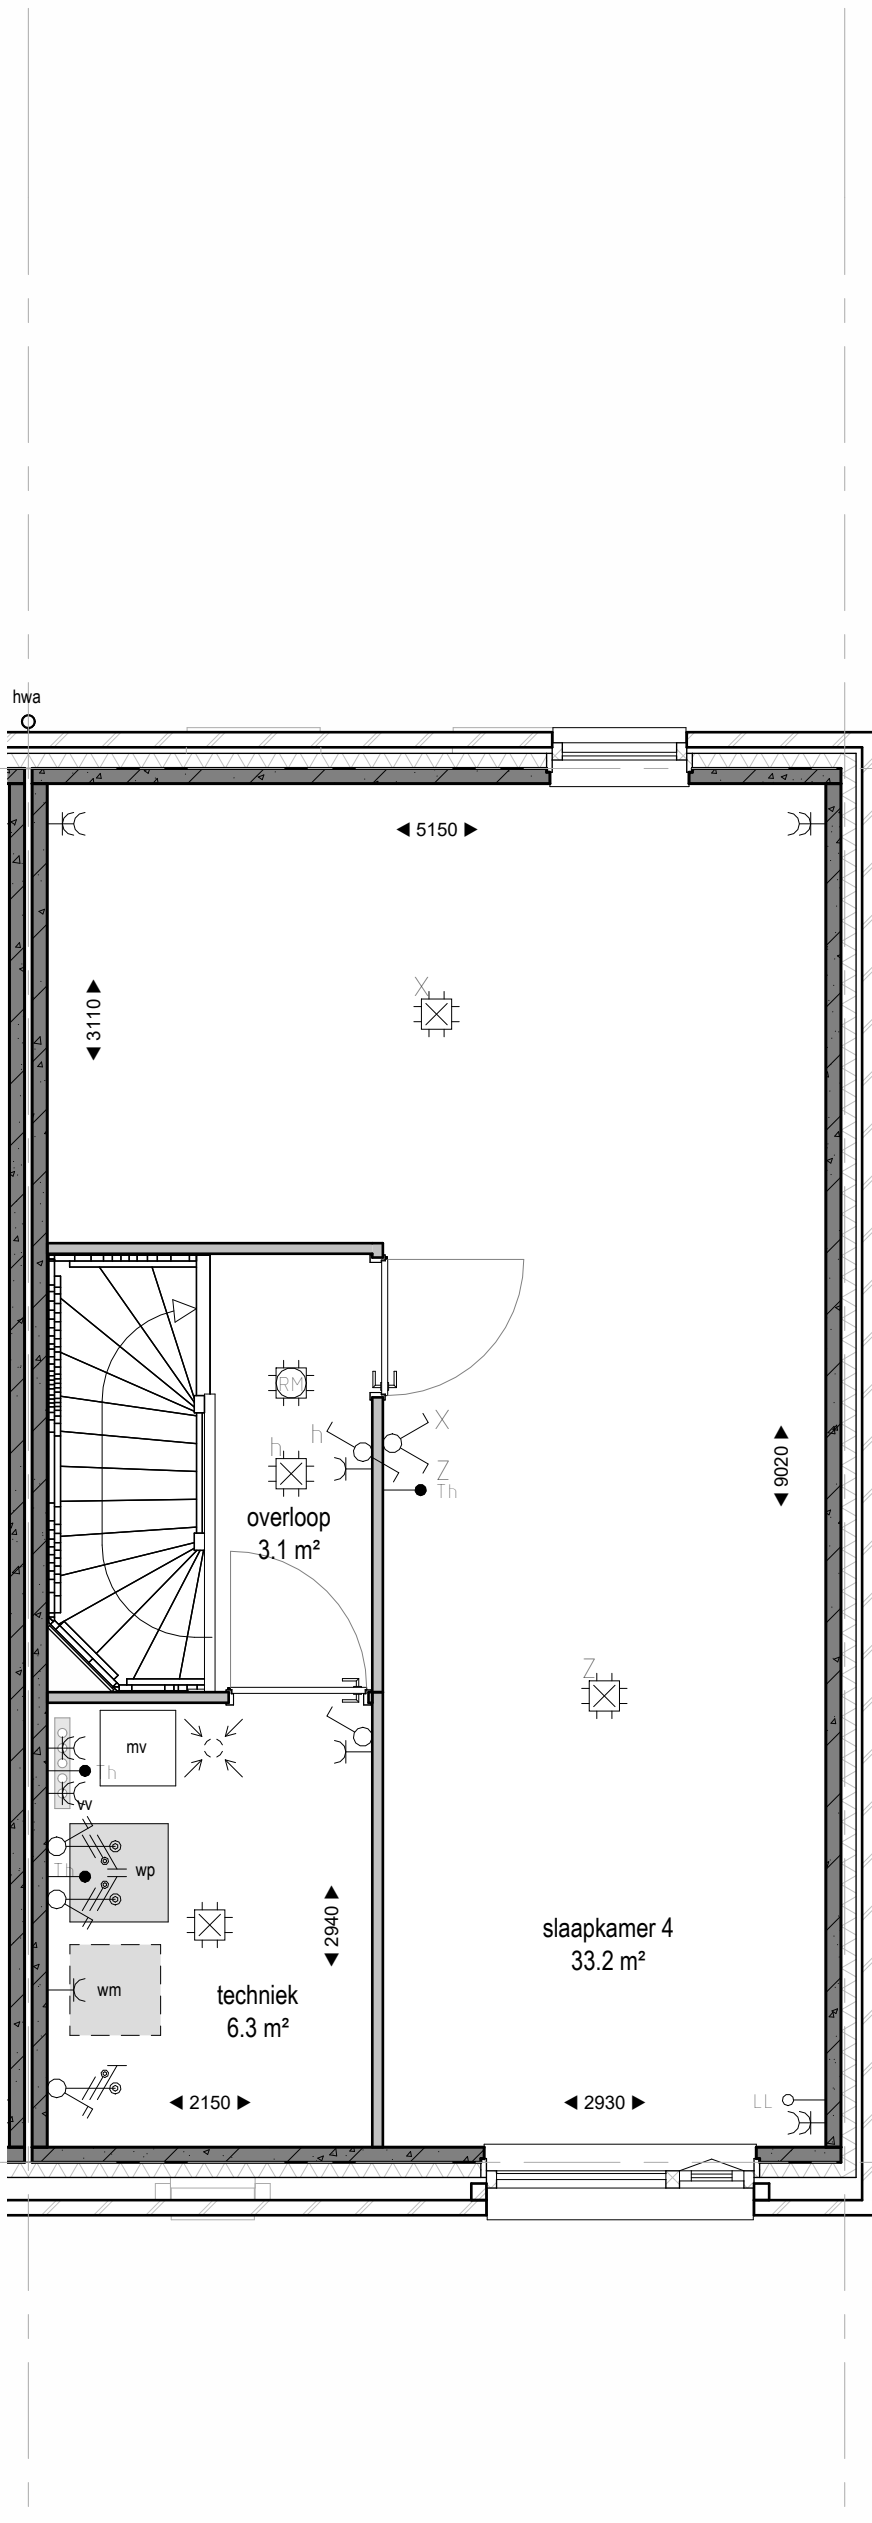 hwa
5150
3110
X
RM
h
h
X
Z
Th
9020
overloop
3.1 m²
Z
mv
Th
vv
Th
wp
2940
slaapkamer 4
33.2 m²
wm
techniek
6.3 m²
2150
2930
LL